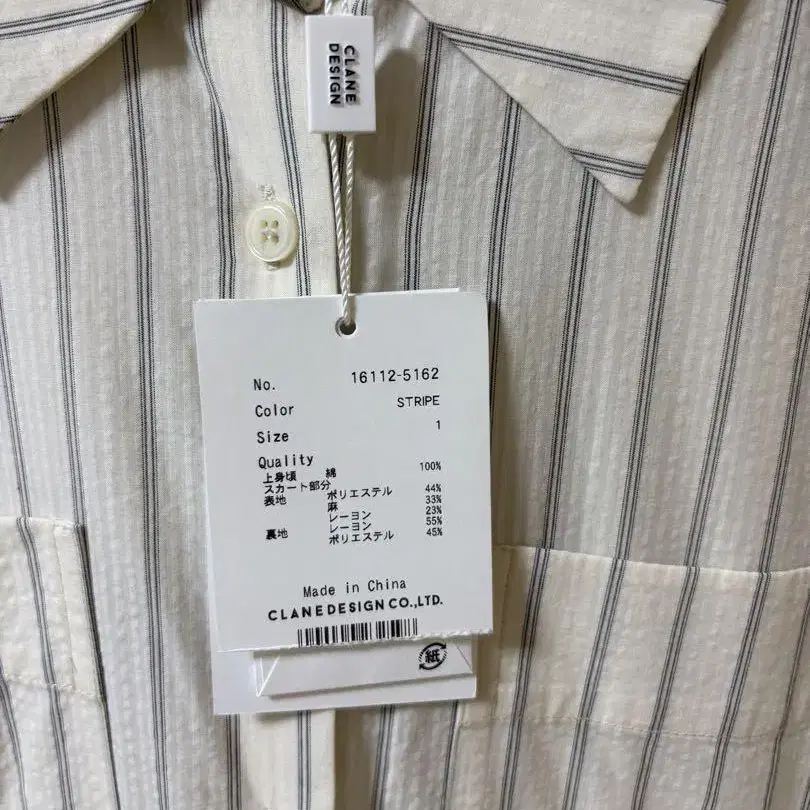 CLANE
DESIGN
No. 16112-5162
Color STRIPE
Size 1
Quality
上身頃 綿 100%
スカート部分
表地 ポリエステル 44%
麻 33%
レーヨン 23%
裏地 レーヨン 55%
ポリエステル 45%
Made in China
CLANEDESIGN CO.,LTD.
紙